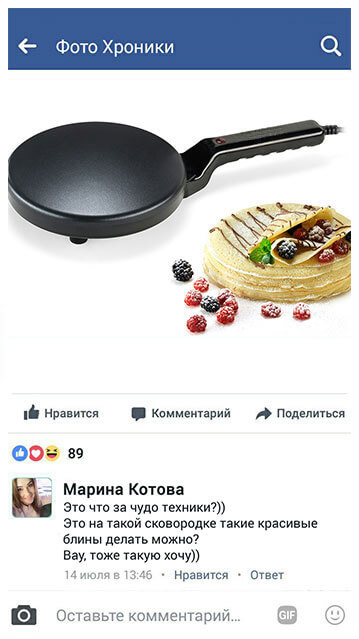 Фото Хроники
Нравится Комментарий Поделиться
89
Марина Котова
Это что за чудо техники?))
Это на такой сковородке такие красивые
блины делать можно?
Вау, тоже такую хочу))
14 июля в 13:46 · Нравится · Ответ
Оставьте комментарий... GIF